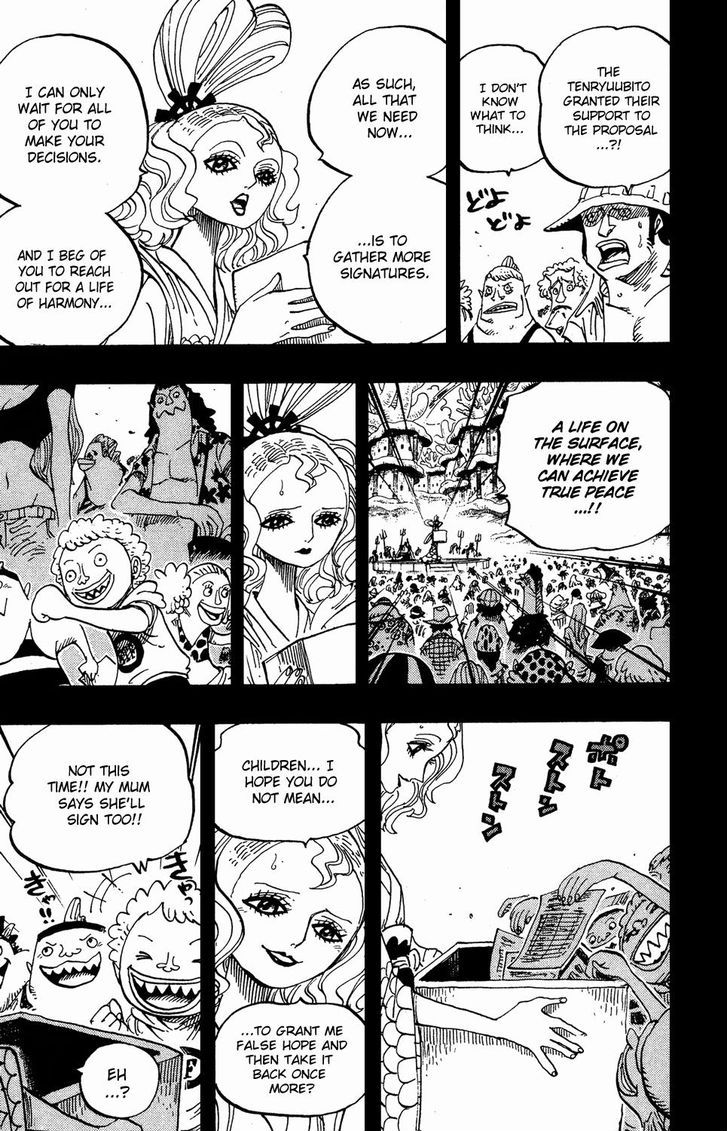 THE
TENRYUUBITO
GRANTED THEIR
SUPPORT TO
THE PROPOSAL
...?!
I DON'T
KNOW
WHAT TO
THINK...
どよ
どよ
AS SUCH,
ALL THAT
WE NEED
NOW...
...IS TO
GATHER MORE
SIGNATURES.
I CAN ONLY
WAIT FOR ALL
OF YOU TO
MAKE YOUR
DECISIONS.
AND I BEG OF
YOU TO REACH
OUT FOR A LIFE
OF HARMONY...
A LIFE ON
THE SURFACE,
WHERE WE
CAN ACHIEVE
TRUE PEACE
...!!
ポト
ストン
ストン
CHILDREN... I
HOPE YOU DO
NOT MEAN...
...TO GRANT ME
FALSE HOPE AND
THEN TAKE IT
BACK ONCE
MORE?
NOT THIS
TIME!! MY MUM
SAYS SHE'LL
SIGN TOO!!
きゃっ
きゃ!!
EH
...?